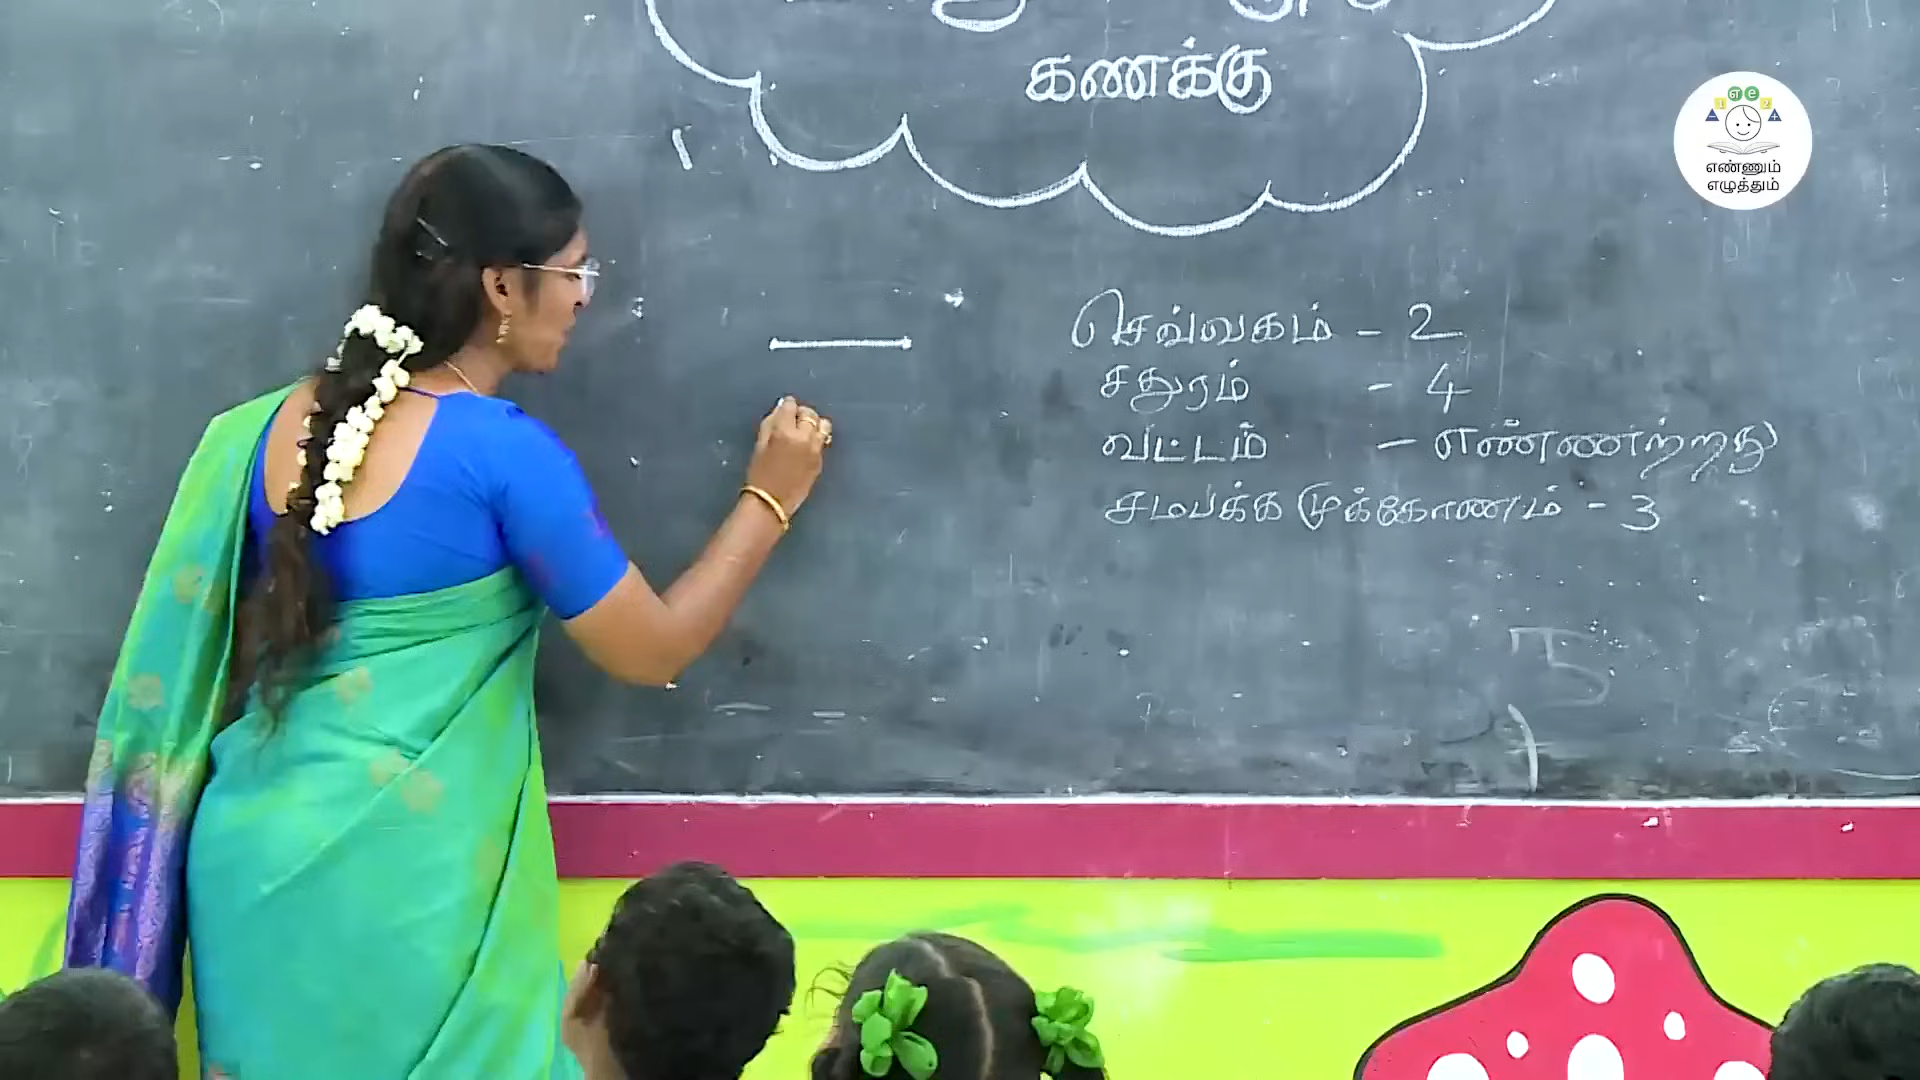 கணக்கு
எண்ணும்
எழுத்தும்
செவ்வகம் - 2
சதுரம் - 4
வட்டம் - எண்ணற்றது
சமபக்க முக்கோணம் - 3